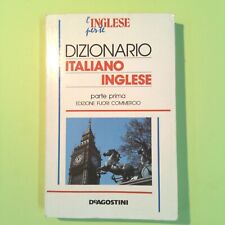 l'INGLESE
per te
DIZIONARIO
ITALIANO
INGLESE
parte prima
EDIZIONE FUORI COMMERCIO
DEAGOSTINI